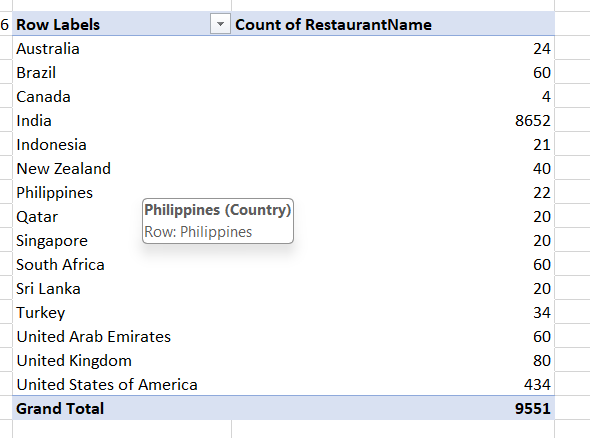 6 Row Labels Count of RestaurantName
Australia 24
Brazil 60
Canada 4
India 8652
Indonesia 21
New Zealand 40
Philippines 22
Philippines (Country)
Row: Philippines
Qatar 20
Singapore 20
South Africa 60
Sri Lanka 20
Turkey 34
United Arab Emirates 60
United Kingdom 80
United States of America 434
Grand Total 9551